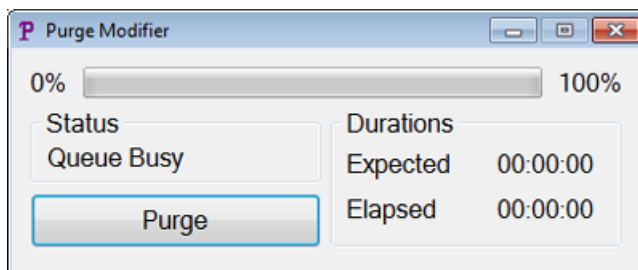 P Purge Modifier
0% 100%
Status
Queue Busy
Purge
Durations
Expected 00:00:00
Elapsed 00:00:00